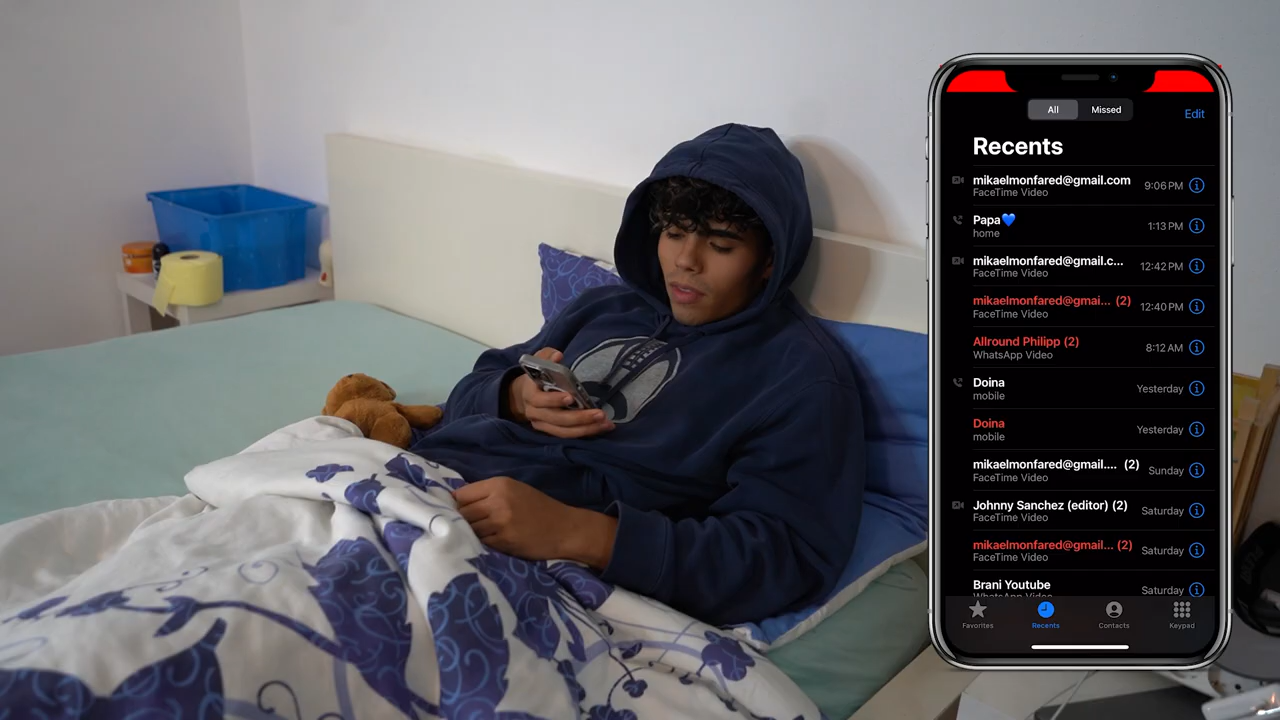 All Missed
Edit
Recents
mikaelmonfared@gmail.com
FaceTime Video
9:06 PM
Papa💙
home
1:13 PM
mikaelmonfared@gmail.c...
FaceTime Video
12:42 PM
mikaelmonfared@gmai... (2)
FaceTime Video
12:40 PM
Allround Philipp (2)
WhatsApp Video
8:12 AM
Doina
mobile
Yesterday
Doina
mobile
Yesterday
mikaelmonfared@gmail.... (2)
FaceTime Video
Sunday
Johnny Sanchez (editor) (2)
FaceTime Video
Saturday
mikaelmonfared@gmail... (2)
FaceTime Video
Saturday
Brani Youtube
WhatsApp Video
Saturday
Favorites Recents Contacts Keypad